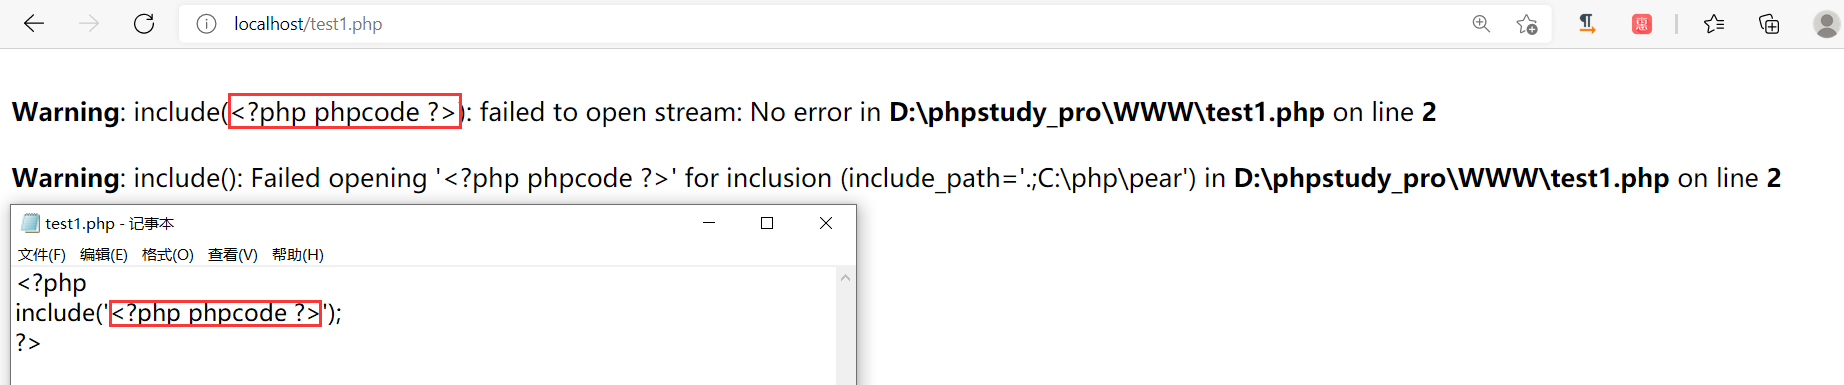 localhost/test1.php
惠
Warning: include(<?php phpcode ?>): failed to open stream: No error in D:\phpstudy_pro\WWW\test1.php on line 2
Warning: include(): Failed opening '<?php phpcode ?>' for inclusion (include_path='.;C:\php\pear') in D:\phpstudy_pro\WWW\test1.php on line 2
test1.php - 记事本
文件(F) 编辑(E) 格式(O) 查看(V) 帮助(H)
<?php
include('<?php phpcode ?>');
?>